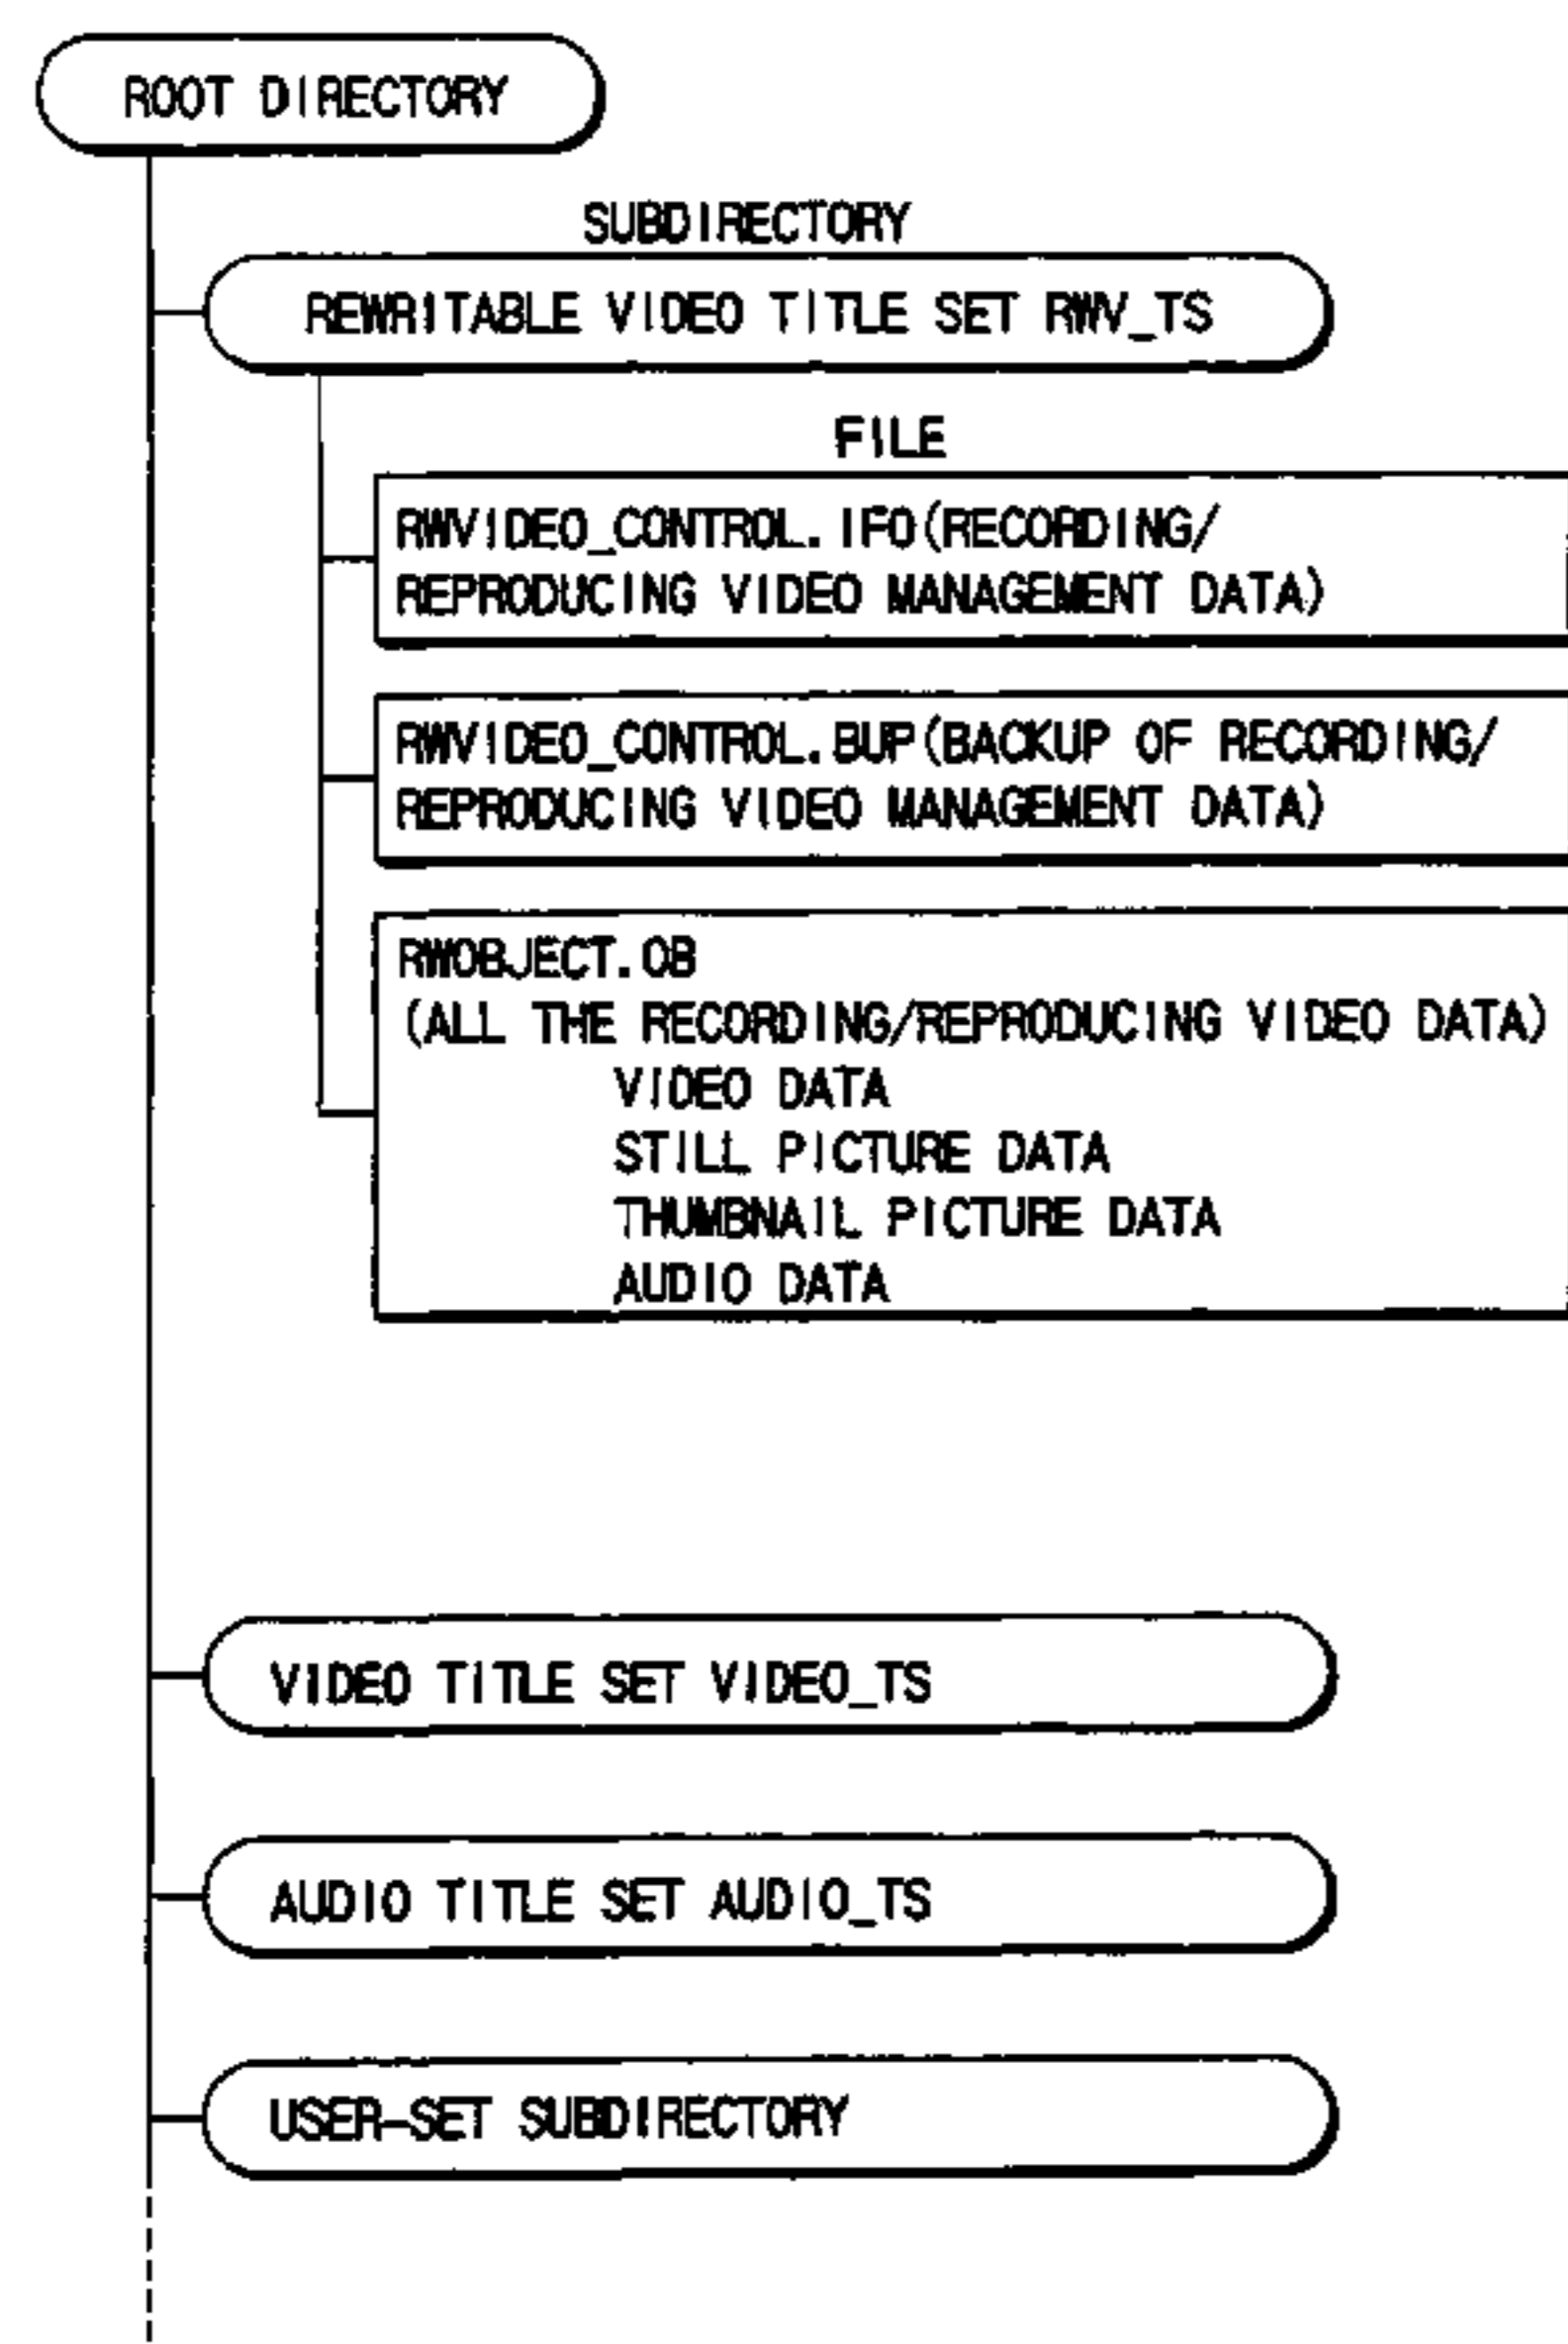 ROOT DIRECTORY
SUBDIRECTORY
REWRITABLE VIDEO TITLE SET RWV_TS
FILE
RWVIDEO_CONTROL.IFO(RECORDING/
REPRODUCING VIDEO MANAGEMENT DATA)
RWVIDEO_CONTROL.BUP(BACKUP OF RECORDING/
REPRODUCING VIDEO MANAGEMENT DATA)
RWOBJECT.OB
(ALL THE RECORDING/REPRODUCING VIDEO DATA)
VIDEO DATA
STILL PICTURE DATA
THUMBNAIL PICTURE DATA
AUDIO DATA
VIDEO TITLE SET VIDEO_TS
AUDIO TITLE SET AUDIO_TS
USER-SET SUBDIRECTORY